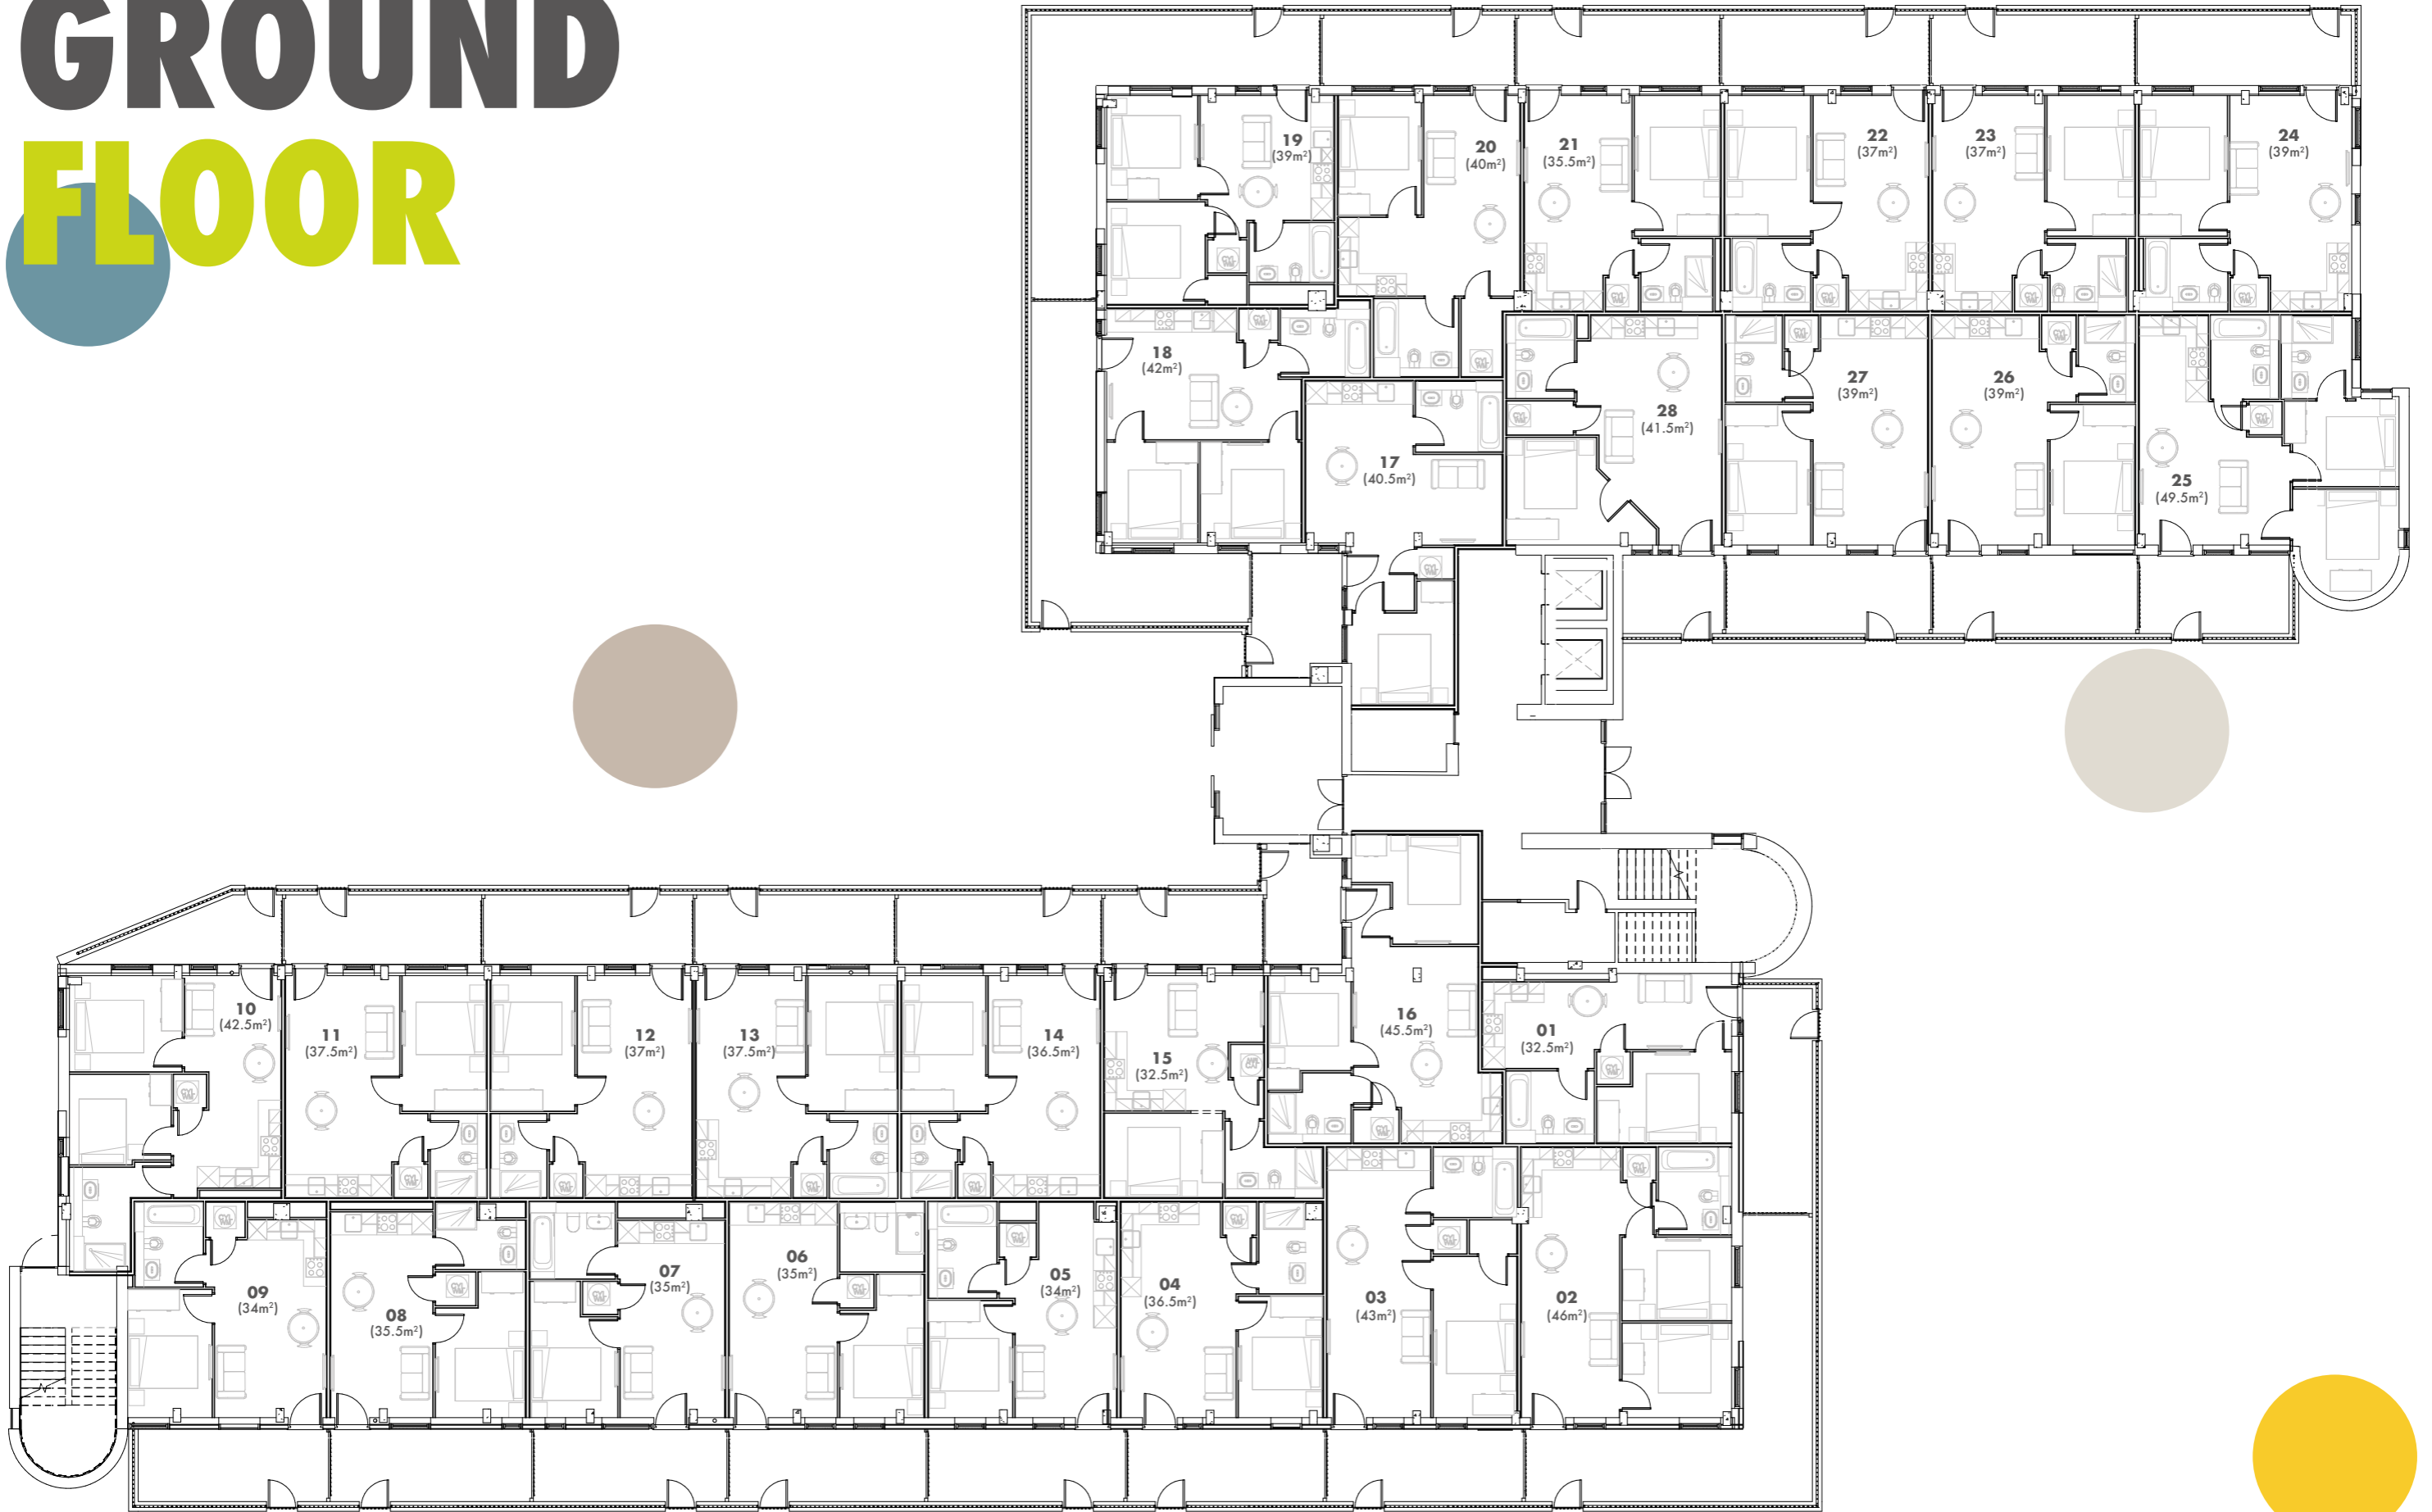 GROUND
FLOOR
19
(39m²)
20
(40m²)
21
(35.5m²)
22
(37m²)
23
(37m²)
24
(39m²)
18
(42m²)
17
(40.5m²)
28
(41.5m²)
27
(39m²)
26
(39m²)
25
(49.5m²)
10
(42.5m²)
11
(37.5m²)
12
(37m²)
13
(37.5m²)
14
(36.5m²)
15
(32.5m²)
16
(45.5m²)
01
(32.5m²)
09
(34m²)
08
(35.5m²)
07
(35m²)
06
(35m²)
05
(34m²)
04
(36.5m²)
03
(43m²)
02
(46m²)